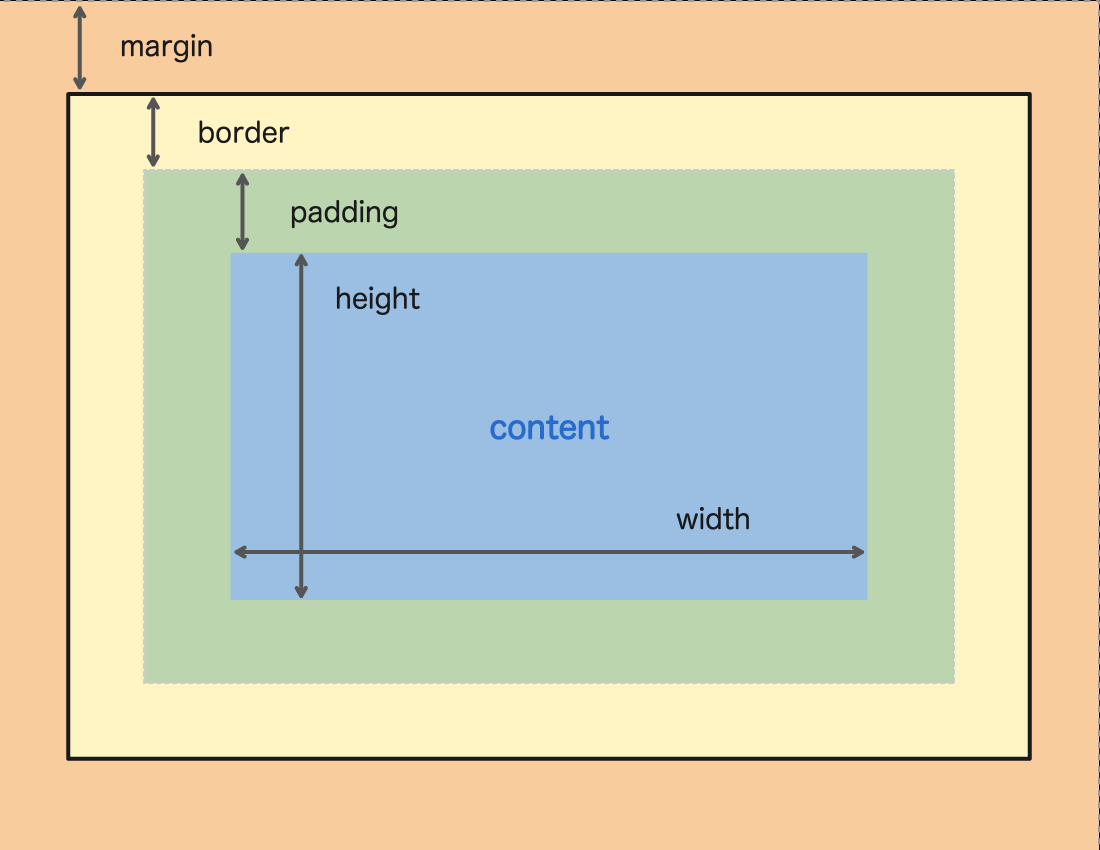 margin
border
padding
height
content
width